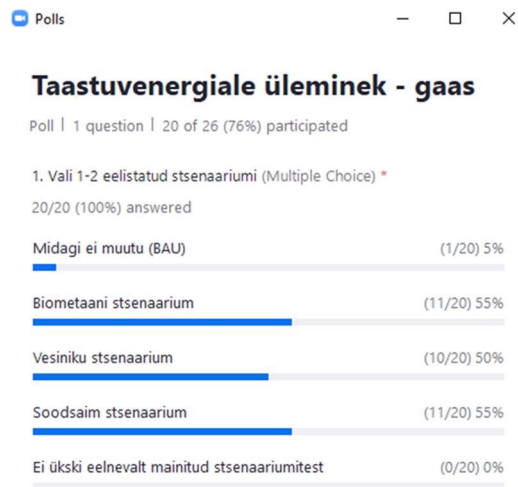 Polls
Taastuvenergiale üleminek - gaas
Poll | 1 question | 20 of 26 (76%) participated
1. Vali 1-2 eelistatud stsenaariumi (Multiple Choice) *
20/20 (100%) answered
Midagi ei muutu (BAU) (1/20) 5%
Biometaani stsenaarium (11/20) 55%
Vesiniku stsenaarium (10/20) 50%
Soodsaim stsenaarium (11/20) 55%
Ei ükski eelnevalt mainitud stsenaariumitest (0/20) 0%